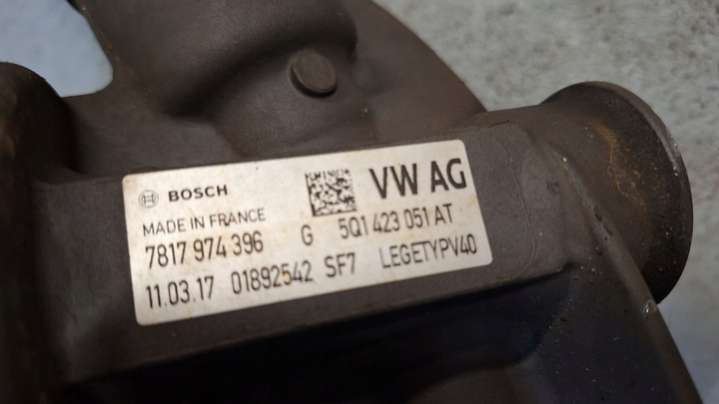 BOSCH
VW AG
MADE IN FRANCE
7817 974 396 G 5Q1 423 051 AT
11.03.17 01892542 SF7 LEGETYPV40